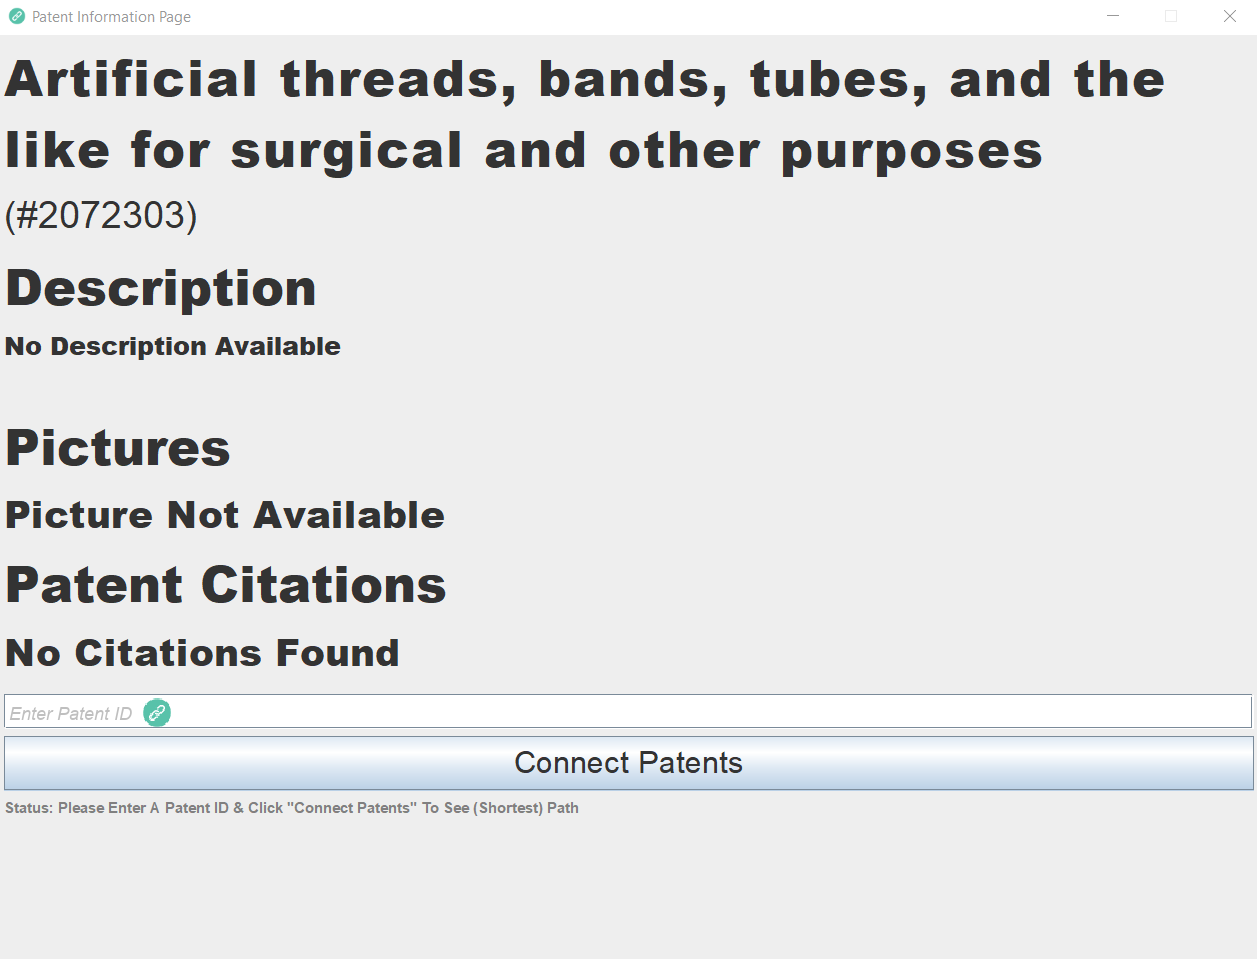 Patent Information Page
Artificial threads, bands, tubes, and the
like for surgical and other purposes
(#2072303)
Description
No Description Available
Pictures
Picture Not Available
Patent Citations
No Citations Found
Enter Patent ID
Connect Patents
Status: Please Enter A Patent ID & Click "Connect Patents" To See (Shortest) Path